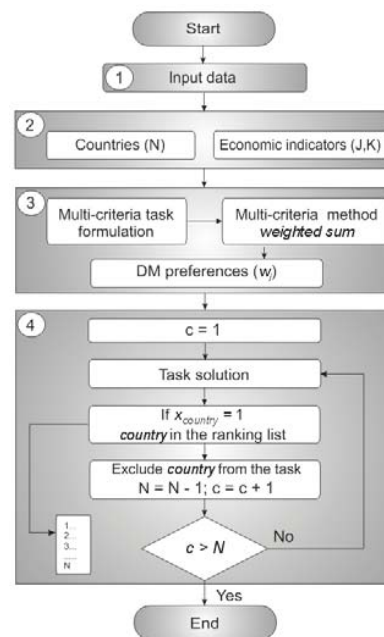 Start
1
Input data
2
Countries (N)
Economic indicators (J,K)
3
Multi-criteria task
formulation
Multi-criteria method
weighted sum
DM preferences (wj)
4
c = 1
Task solution
If xcountry = 1
country in the ranking list
Exclude country from the task
N = N - 1; c = c + 1
1...
2...
3...
...
N
c > N
No
Yes
End